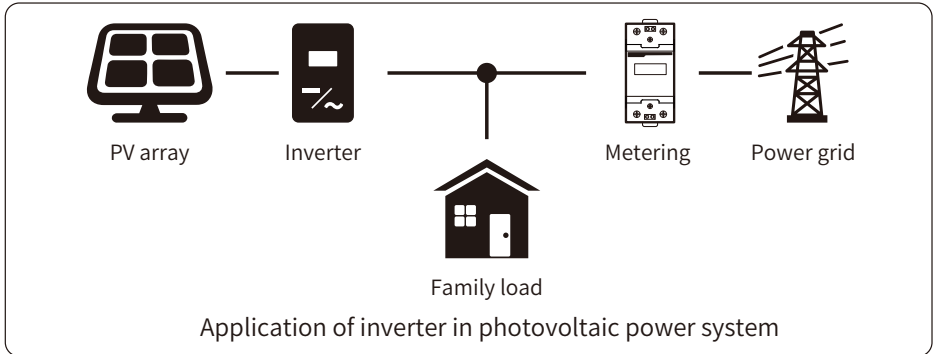 PV array
Inverter
Metering
Power grid
Family load
Application of inverter in photovoltaic power system